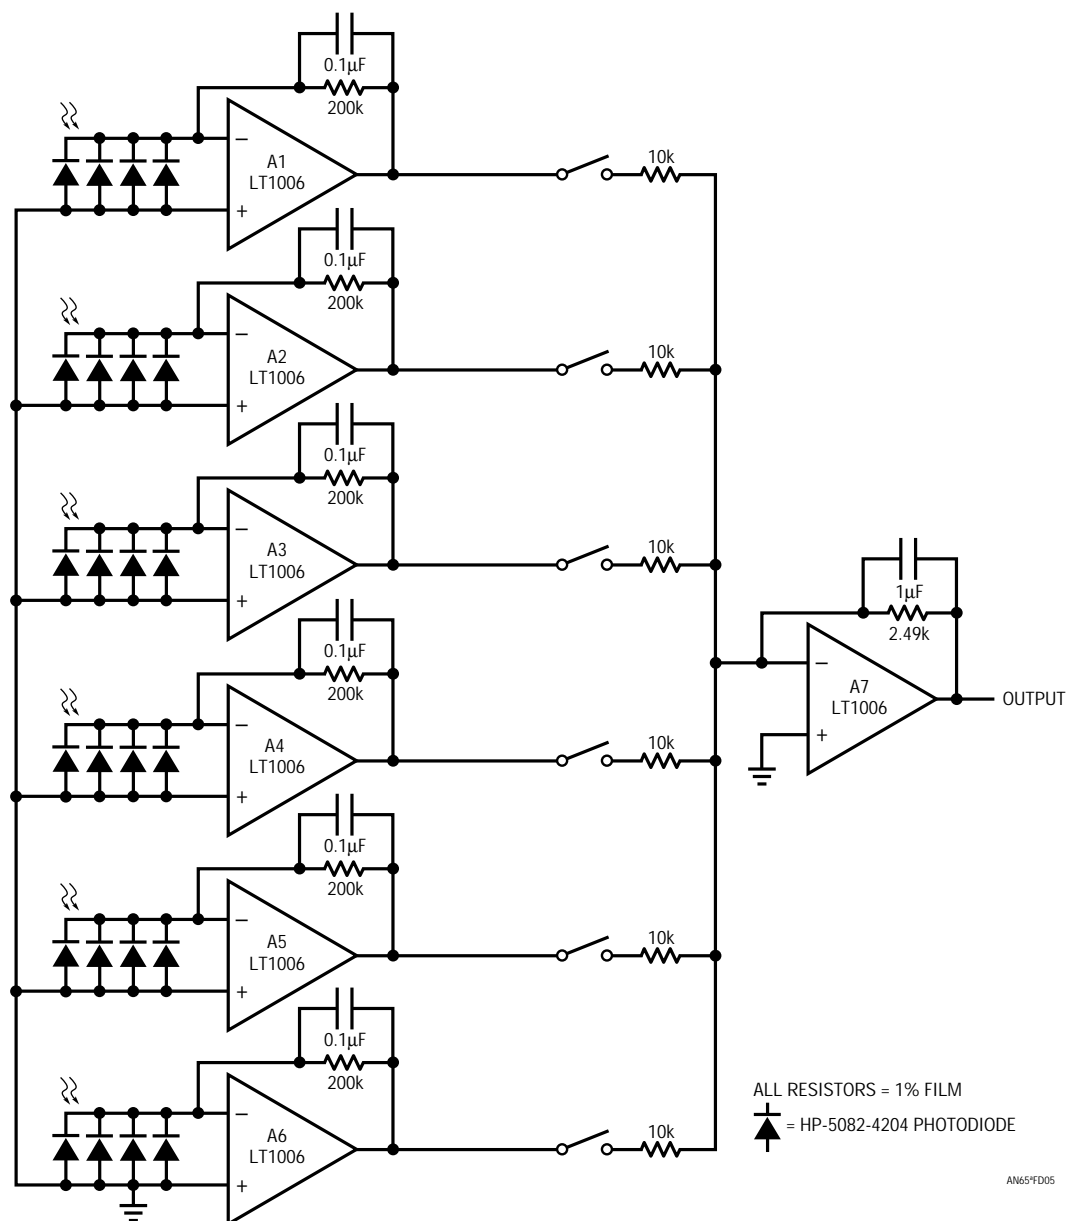 0.1µF
200k
−
A1
LT1006
+
10k
0.1µF
200k
−
A2
LT1006
+
10k
0.1µF
200k
−
A3
LT1006
+
10k
1µF
2.49k
−
A7
LT1006
+
OUTPUT
0.1µF
200k
−
A4
LT1006
+
10k
0.1µF
200k
−
A5
LT1006
+
10k
0.1µF
200k
−
A6
LT1006
+
10k
ALL RESISTORS = 1% FILM
= HP-5082-4204 PHOTODIODE
AN65*FD05